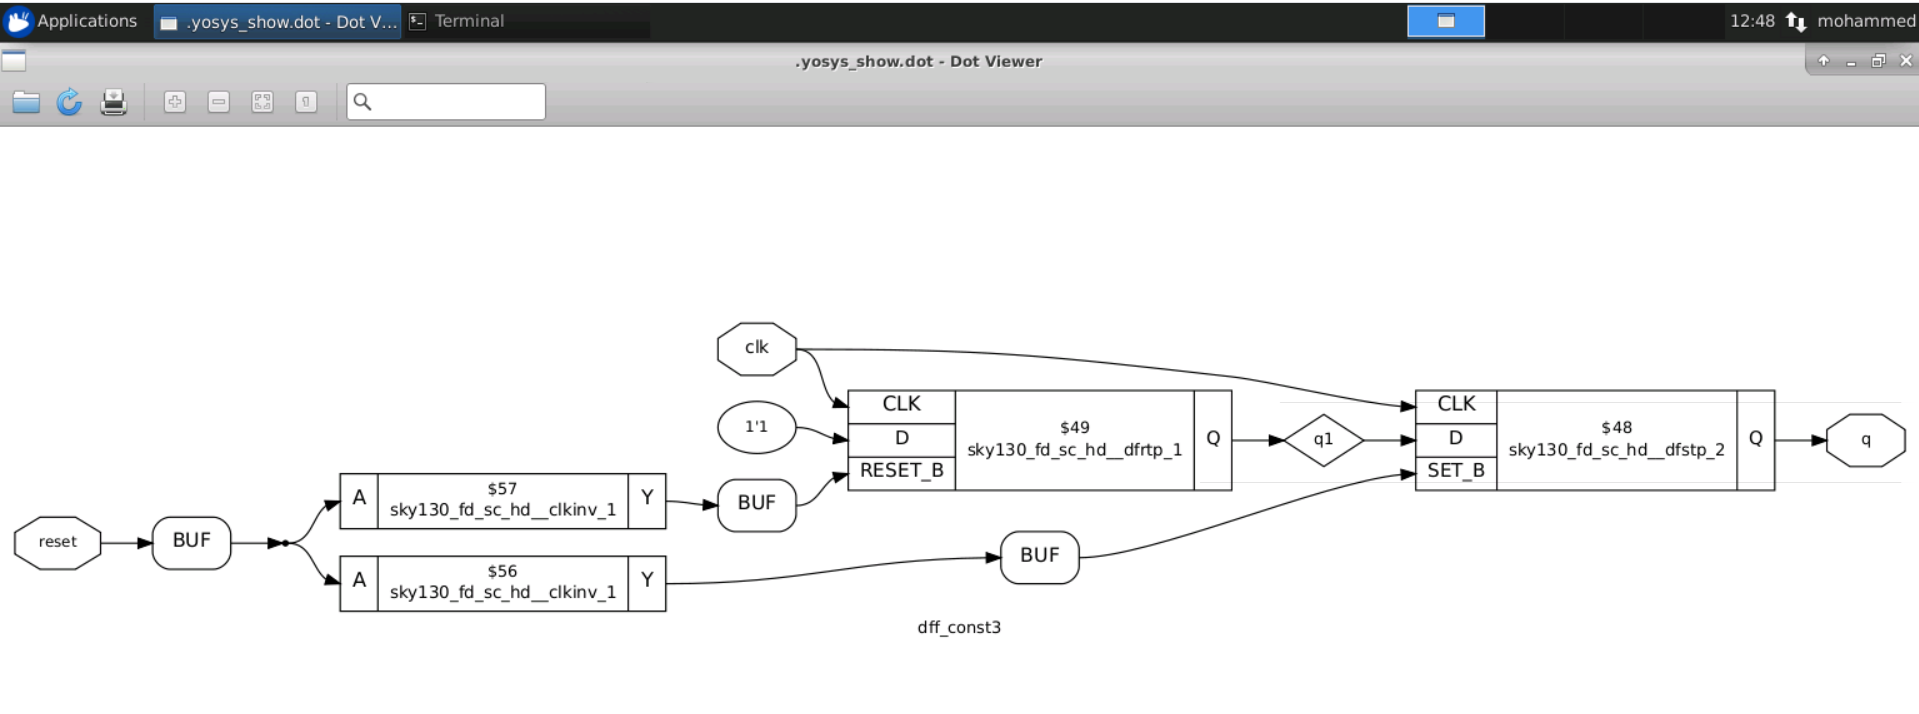 Applications
.yosys_show.dot - Dot V...
Terminal
12:48
mohammed
.yosys_show.dot - Dot Viewer
clk
1'1
CLK
D
RESET_B
$49
sky130_fd_sc_hd__dfrtp_1
Q
q1
CLK
D
SET_B
$48
sky130_fd_sc_hd__dfstp_2
Q
q
reset
BUF
A
$57
sky130_fd_sc_hd__clkinv_1
Y
BUF
A
$56
sky130_fd_sc_hd__clkinv_1
Y
BUF
dff_const3